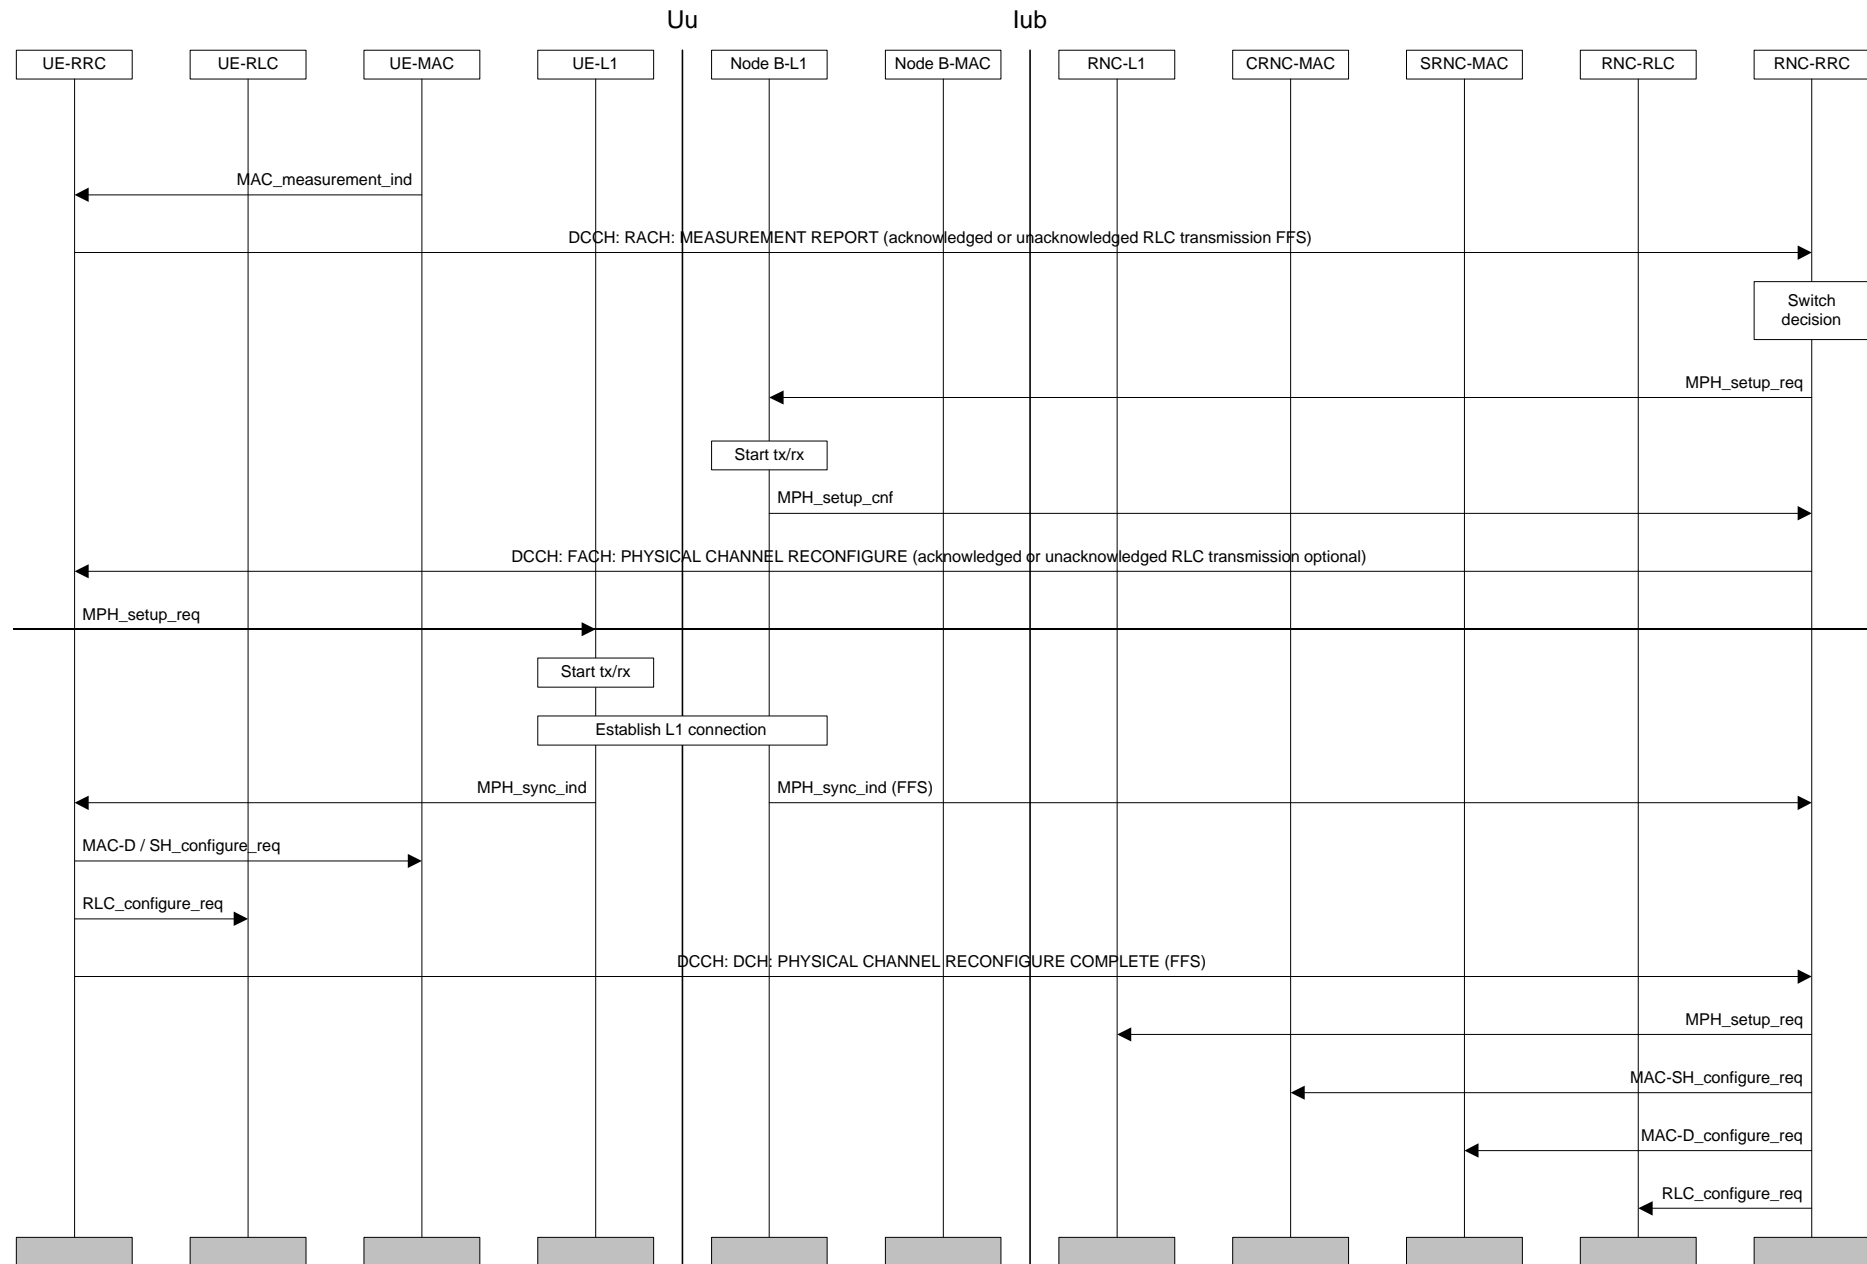 Uu
Iub
UE-RRC
UE-RLC
UE-MAC
UE-L1
Node B-L1
Node B-MAC
RNC-L1
CRNC-MAC
SRNC-MAC
RNC-RLC
RNC-RRC
MAC_measurement_ind
DCCH: RACH: MEASUREMENT REPORT (acknowledged or unacknowledged RLC transmission FFS)
Switch
decision
MPH_setup_req
Start tx/rx
MPH_setup_cnf
DCCH: FACH: PHYSICAL CHANNEL RECONFIGURE (acknowledged or unacknowledged RLC transmission optional)
MPH_setup_req
Start tx/rx
Establish L1 connection
MPH_sync_ind
MPH_sync_ind (FFS)
MAC-D / SH_configure_req
RLC_configure_req
DCCH: DCH: PHYSICAL CHANNEL RECONFIGURE COMPLETE (FFS)
MPH_setup_req
MAC-SH_configure_req
MAC-D_configure_req
RLC_configure_req